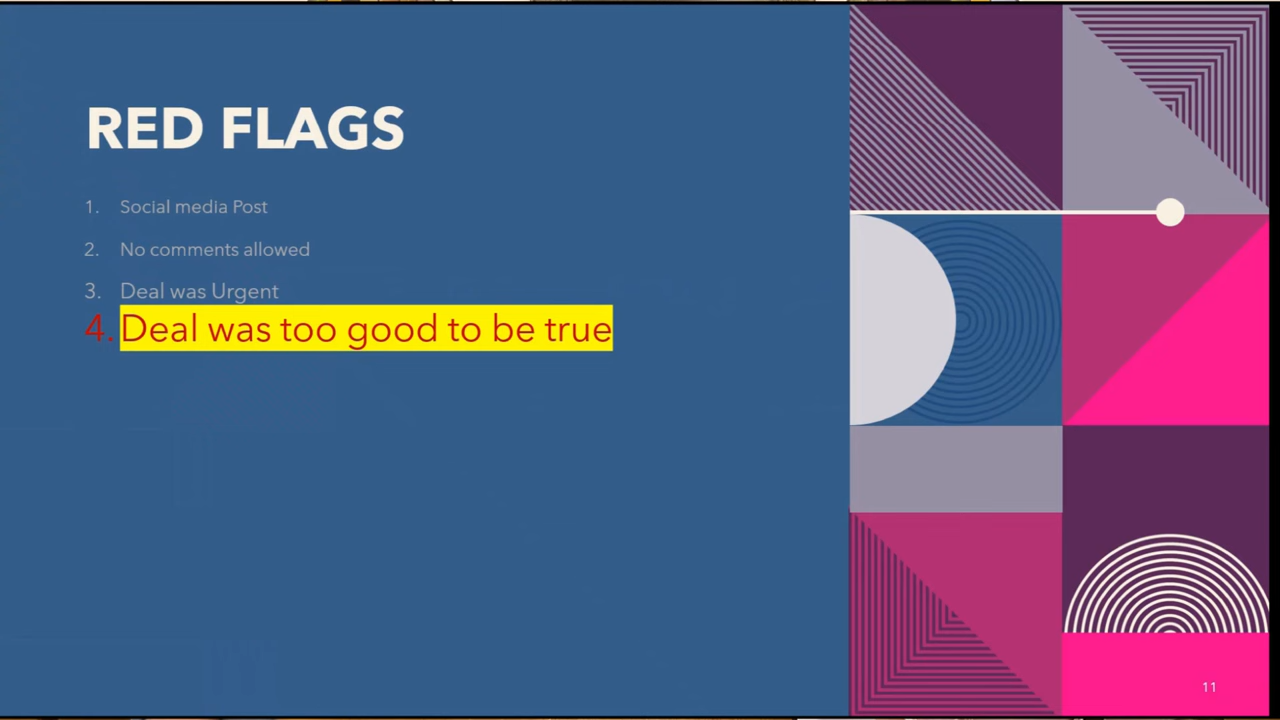 RED FLAGS
1. Social media Post
2. No comments allowed
3. Deal was Urgent
4. Deal was too good to be true
11